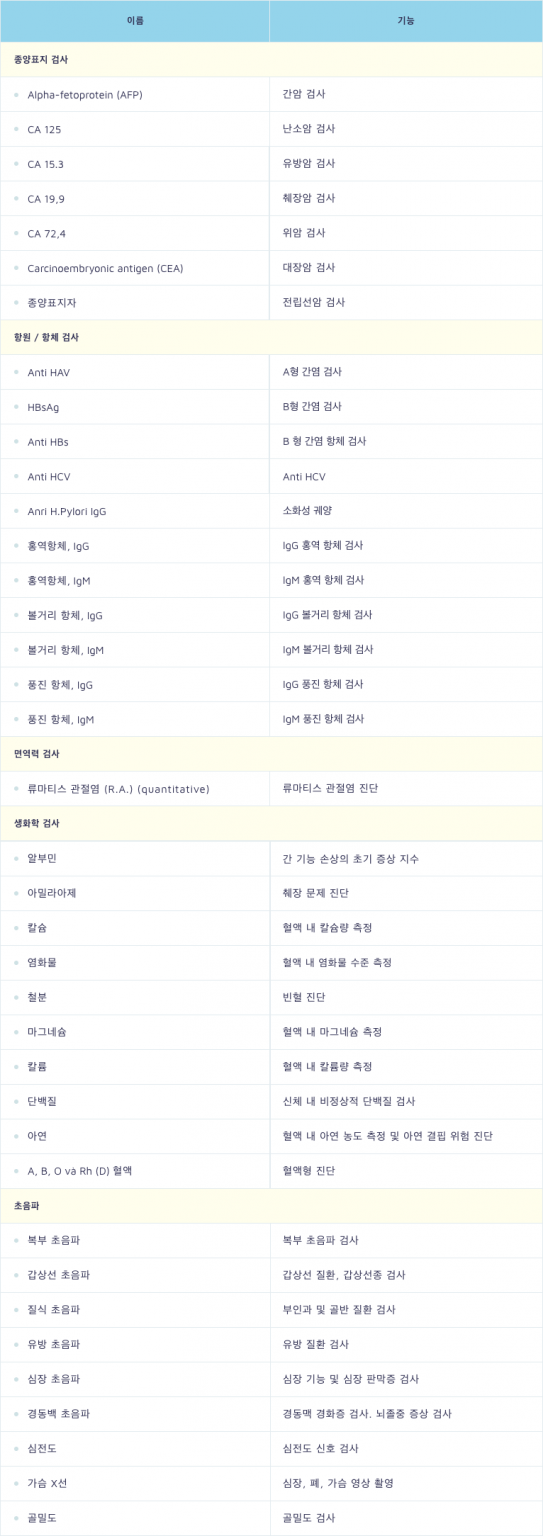 이름 기능
종양표지 검사
Alpha-fetoprotein (AFP) 간암 검사
CA 125 난소암 검사
CA 15.3 유방암 검사
CA 19,9 췌장암 검사
CA 72,4 위암 검사
Carcinoembryonic antigen (CEA) 대장암 검사
종양표지자 전립선암 검사
항원 / 항체 검사
Anti HAV A형 간염 검사
HBsAg B형 간염 검사
Anti HBs B 형 간염 항체 검사
Anti HCV Anti HCV
Anri H.Pylori IgG 소화성 궤양
홍역항체, IgG IgG 홍역 항체 검사
홍역항체, IgM IgM 홍역 항체 검사
볼거리 항체, IgG IgG 볼거리 항체 검사
볼거리 항체, IgM IgM 볼거리 항체 검사
풍진 항체, IgG IgG 풍진 항체 검사
풍진 항체, IgM IgM 풍진 항체 검사
면역력 검사
류마티스 관절염 (R.A.) (quantitative) 류마티스 관절염 진단
생화학 검사
알부민 간 기능 손상의 초기 증상 지수
아밀라아제 췌장 문제 진단
칼슘 혈액 내 칼슘량 측정
염화물 혈액 내 염화물 수준 측정
철분 빈혈 진단
마그네슘 혈액 내 마그네슘 측정
칼륨 혈액 내 칼륨량 측정
단백질 신체 내 비정상적 단백질 검사
아연 혈액 내 아연 농도 측정 및 아연 결핍 위험 진단
A, B, O và Rh (D) 혈액 혈액형 진단
초음파
복부 초음파 복부 초음파 검사
갑상선 초음파 갑상선 질환, 갑상선종 검사
질식 초음파 부인과 및 골반 질환 검사
유방 초음파 유방 질환 검사
심장 초음파 심장 기능 및 심장 판막증 검사
경동백 초음파 경동맥 경화증 검사. 뇌졸중 증상 검사
심전도 심전도 신호 검사
가슴 X선 심장, 폐, 가슴 영상 촬영
골밀도 골밀도 검사